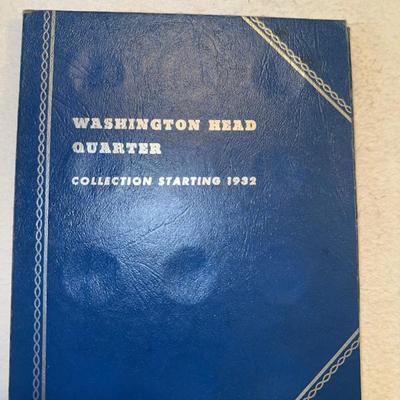 WASHINGTON HEAD
QUARTER
COLLECTION STARTING 1932